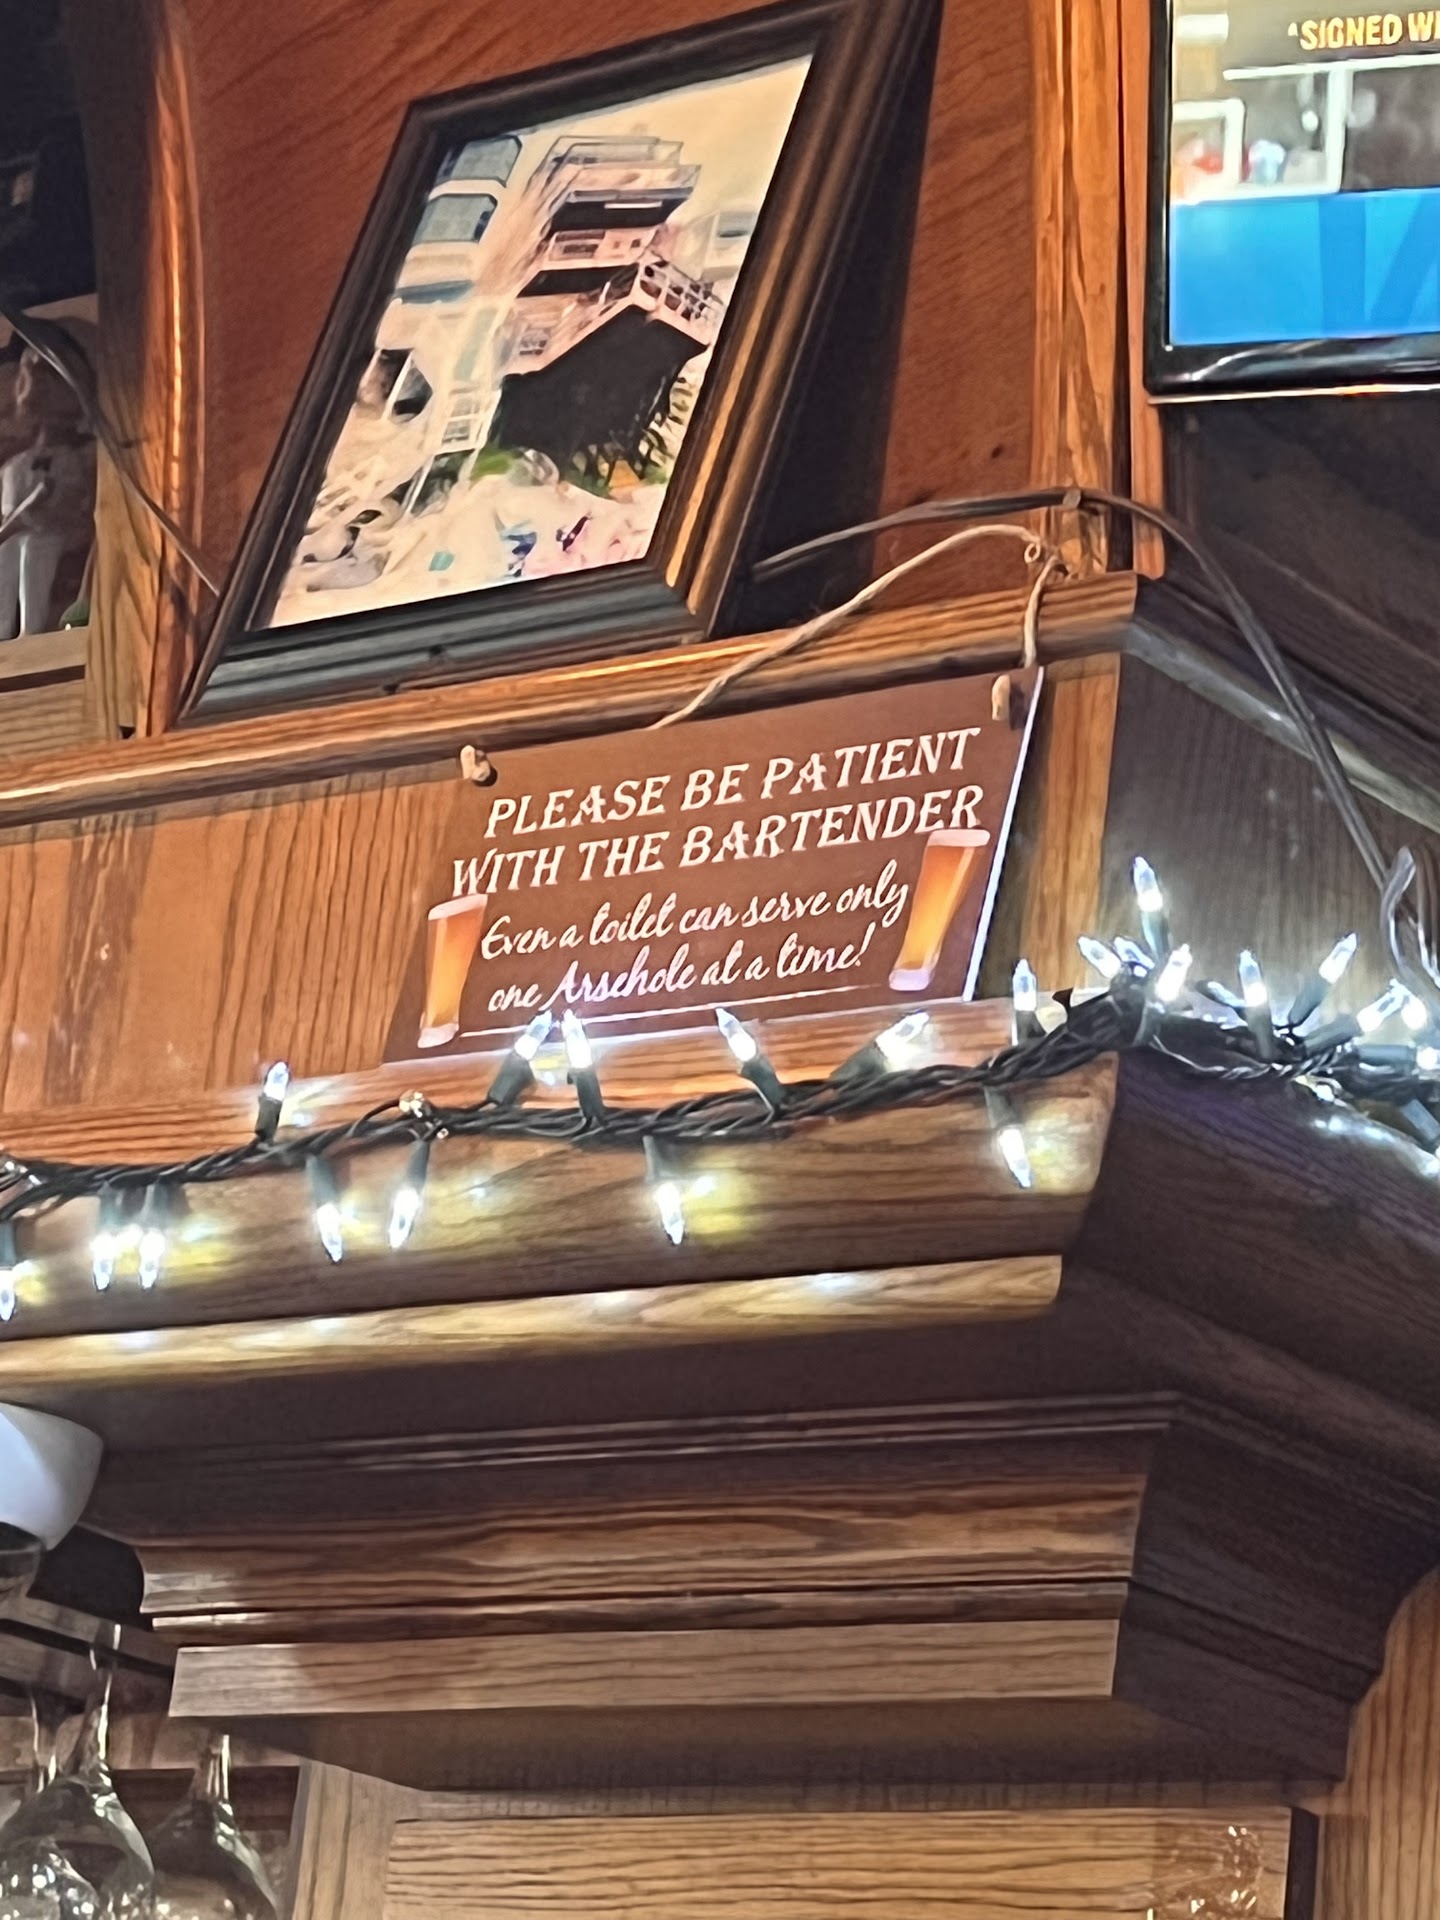 "SIGNED
PLEASE BE PATIENT
WITH THE BARTENDER
Even a toilet can serve only
one Arsehole at a time!